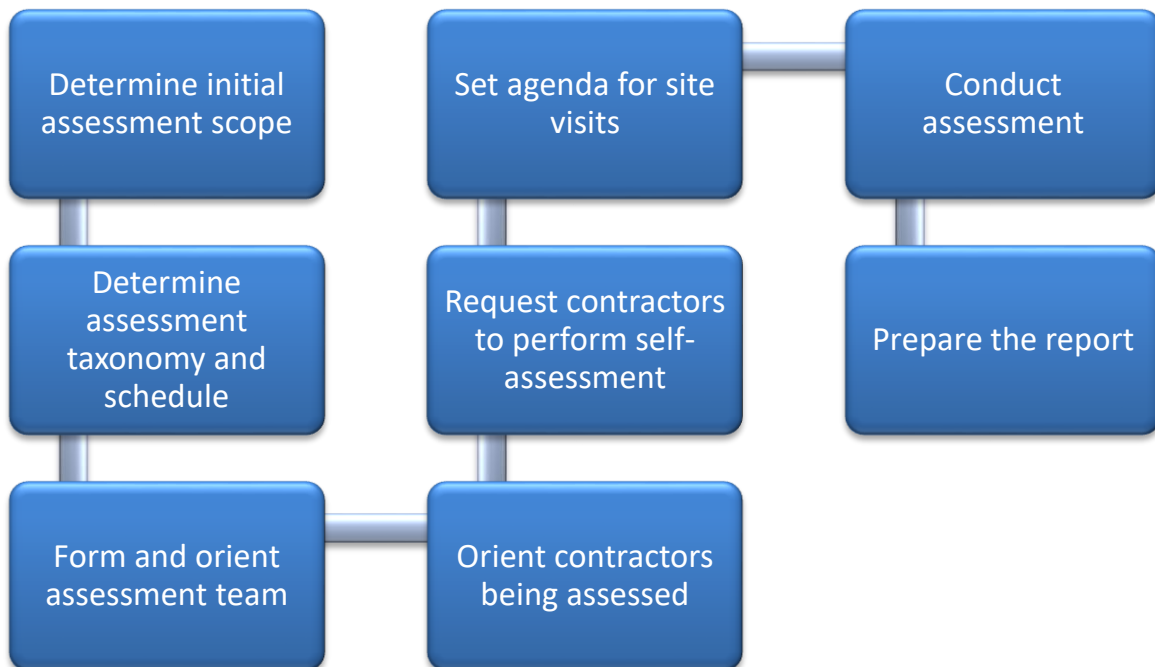 Determine initial
assessment scope
Determine
assessment
taxonomy and
schedule
Form and orient
assessment team
Orient contractors
being assessed
Request contractors
to perform self-
assessment
Set agenda for site
visits
Conduct
assessment
Prepare the report